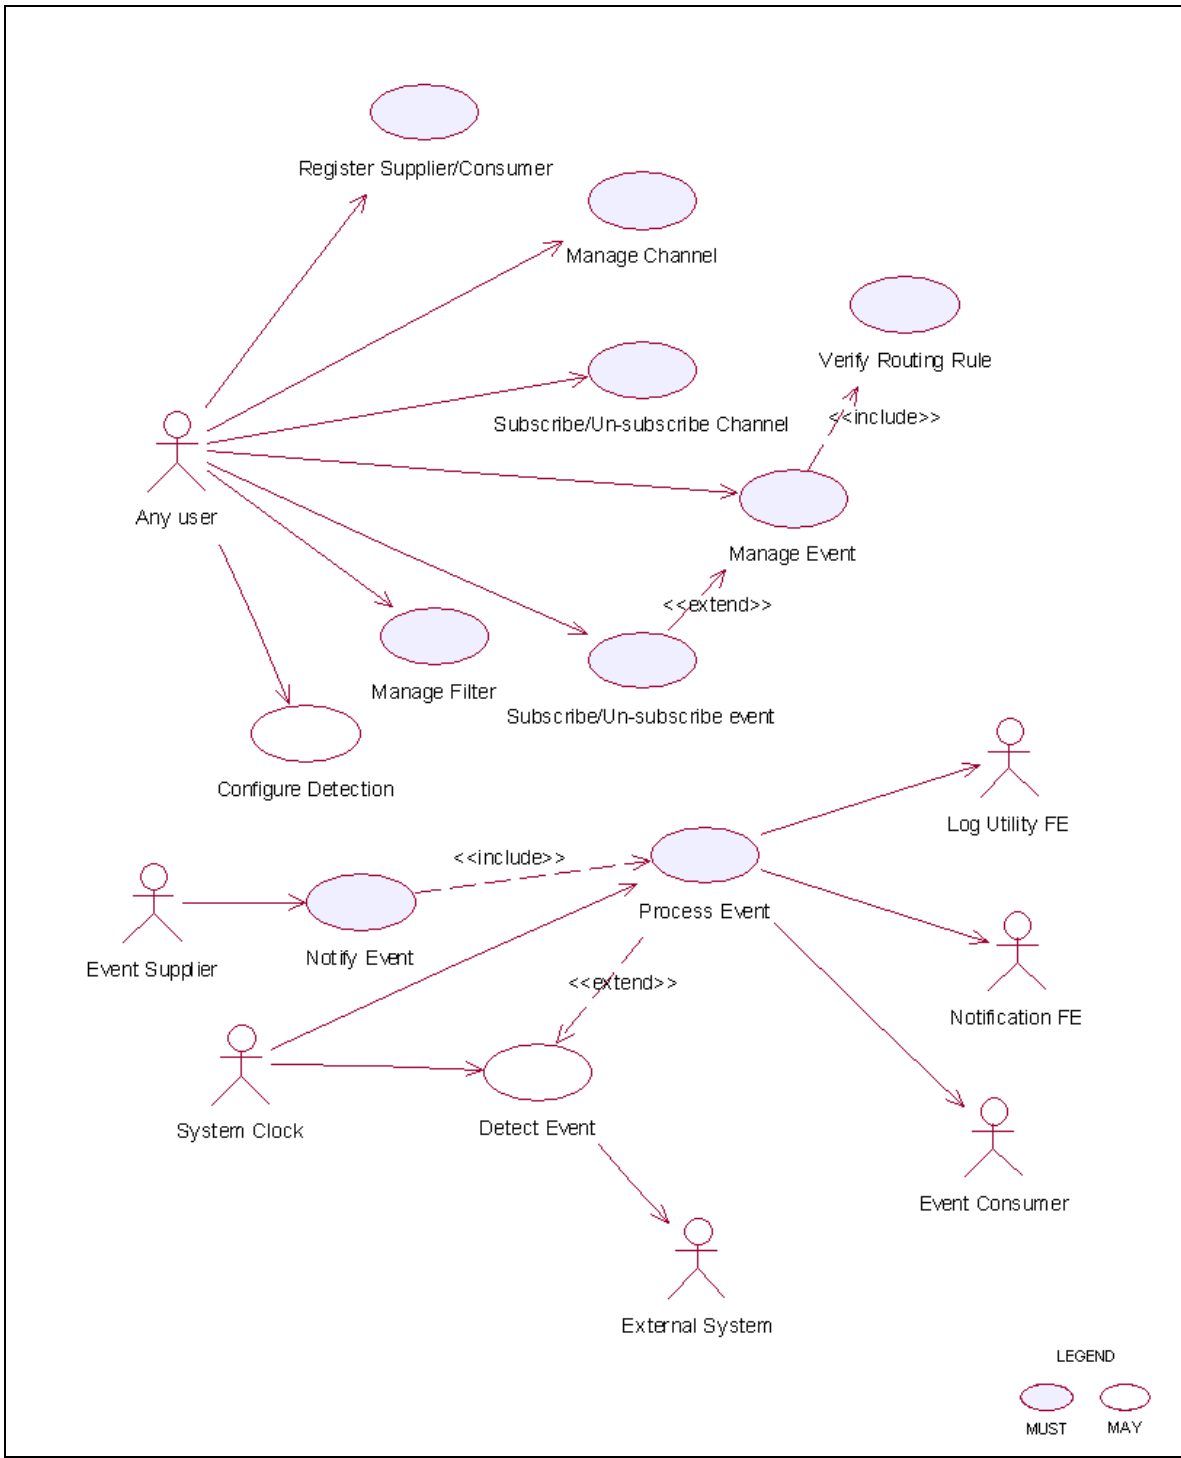 Register Supplier/Consumer
Manage Channel
Verify Routing Rule
<<include>>
Subscribe/Un-subscribe Channel
Any user
Manage Event
<<extend>>
Manage Filter
Subscribe/Un-subscribe event
Configure Detection
Log Utility FE
<<include>>
Process Event
Notify Event
Event Supplier
<<extend>>
Notification FE
System Clock
Detect Event
Event Consumer
External System
LEGEND
MUST
MAY